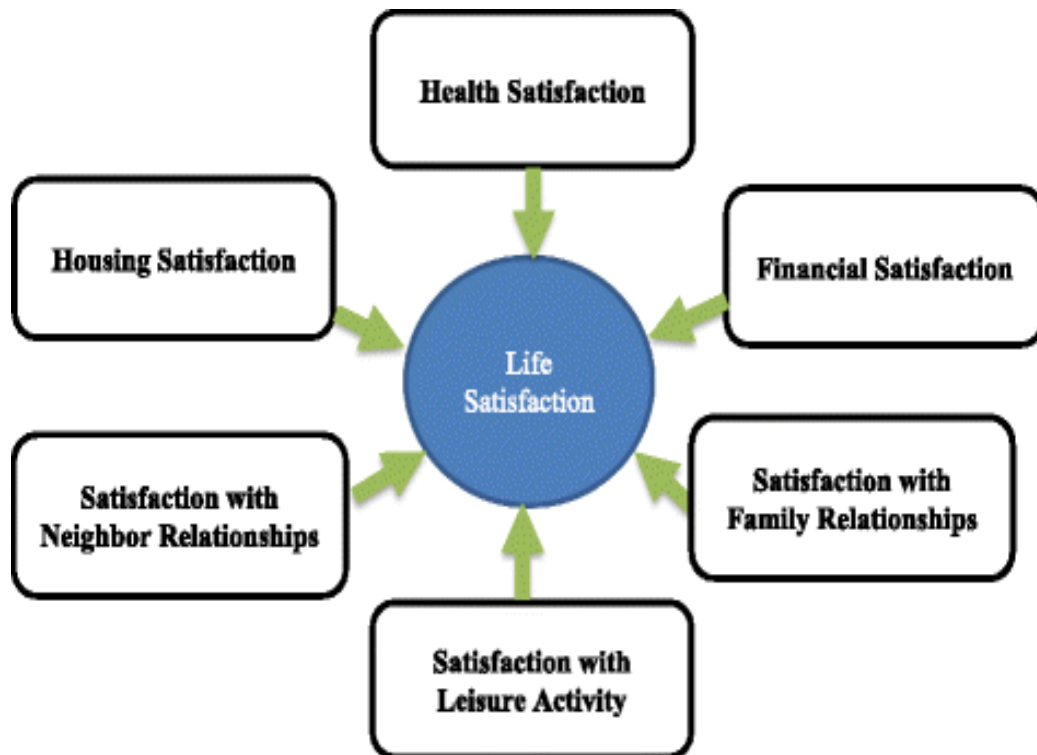 Health Satisfaction
Housing Satisfaction
Financial Satisfaction
Life
Satisfaction
Satisfaction with
Neighbor Relationships
Satisfaction with
Family Relationships
Satisfaction with
Leisure Activity